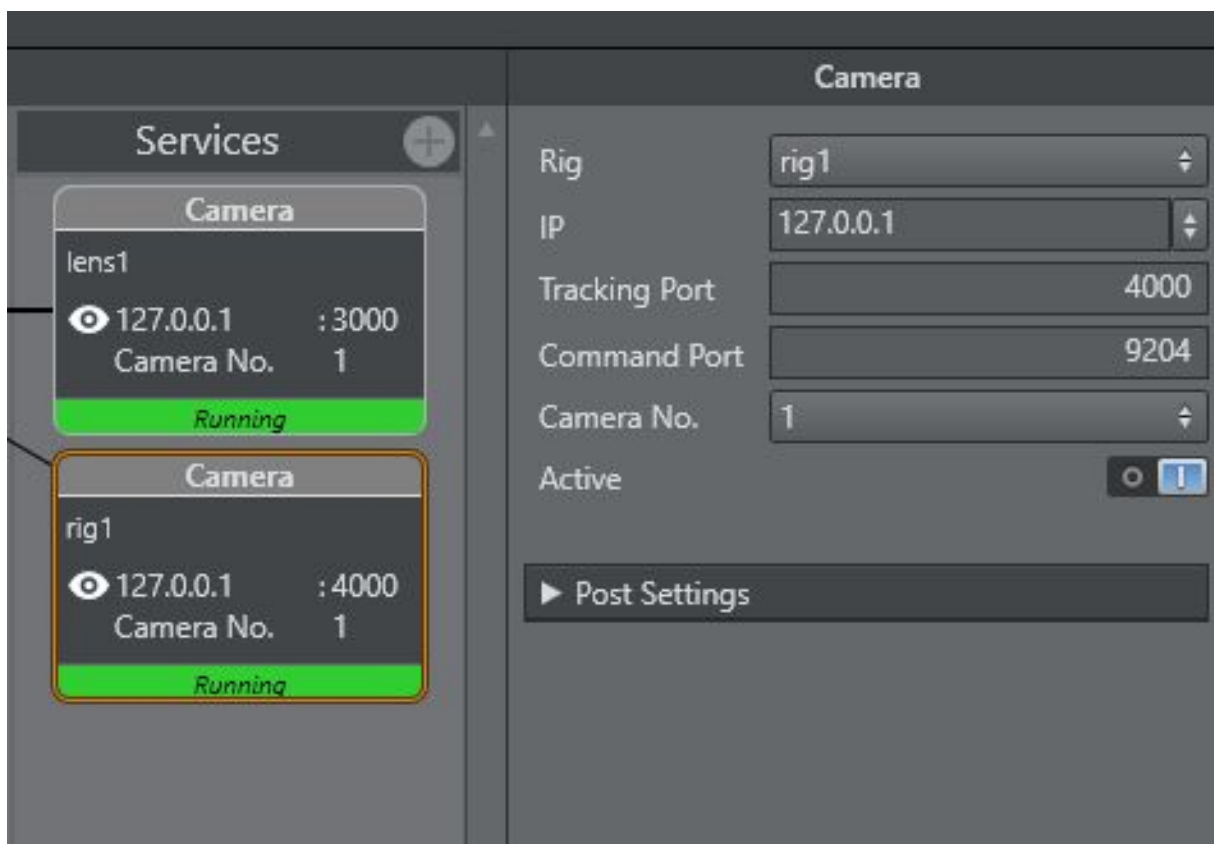 Services
Camera
lens1
127.0.0.1 :3000
Camera No. 1
Running
Camera
rig1
127.0.0.1 :4000
Camera No. 1
Running
Camera
Rig rig1
IP 127.0.0.1
Tracking Port 4000
Command Port 9204
Camera No. 1
Active
Post Settings